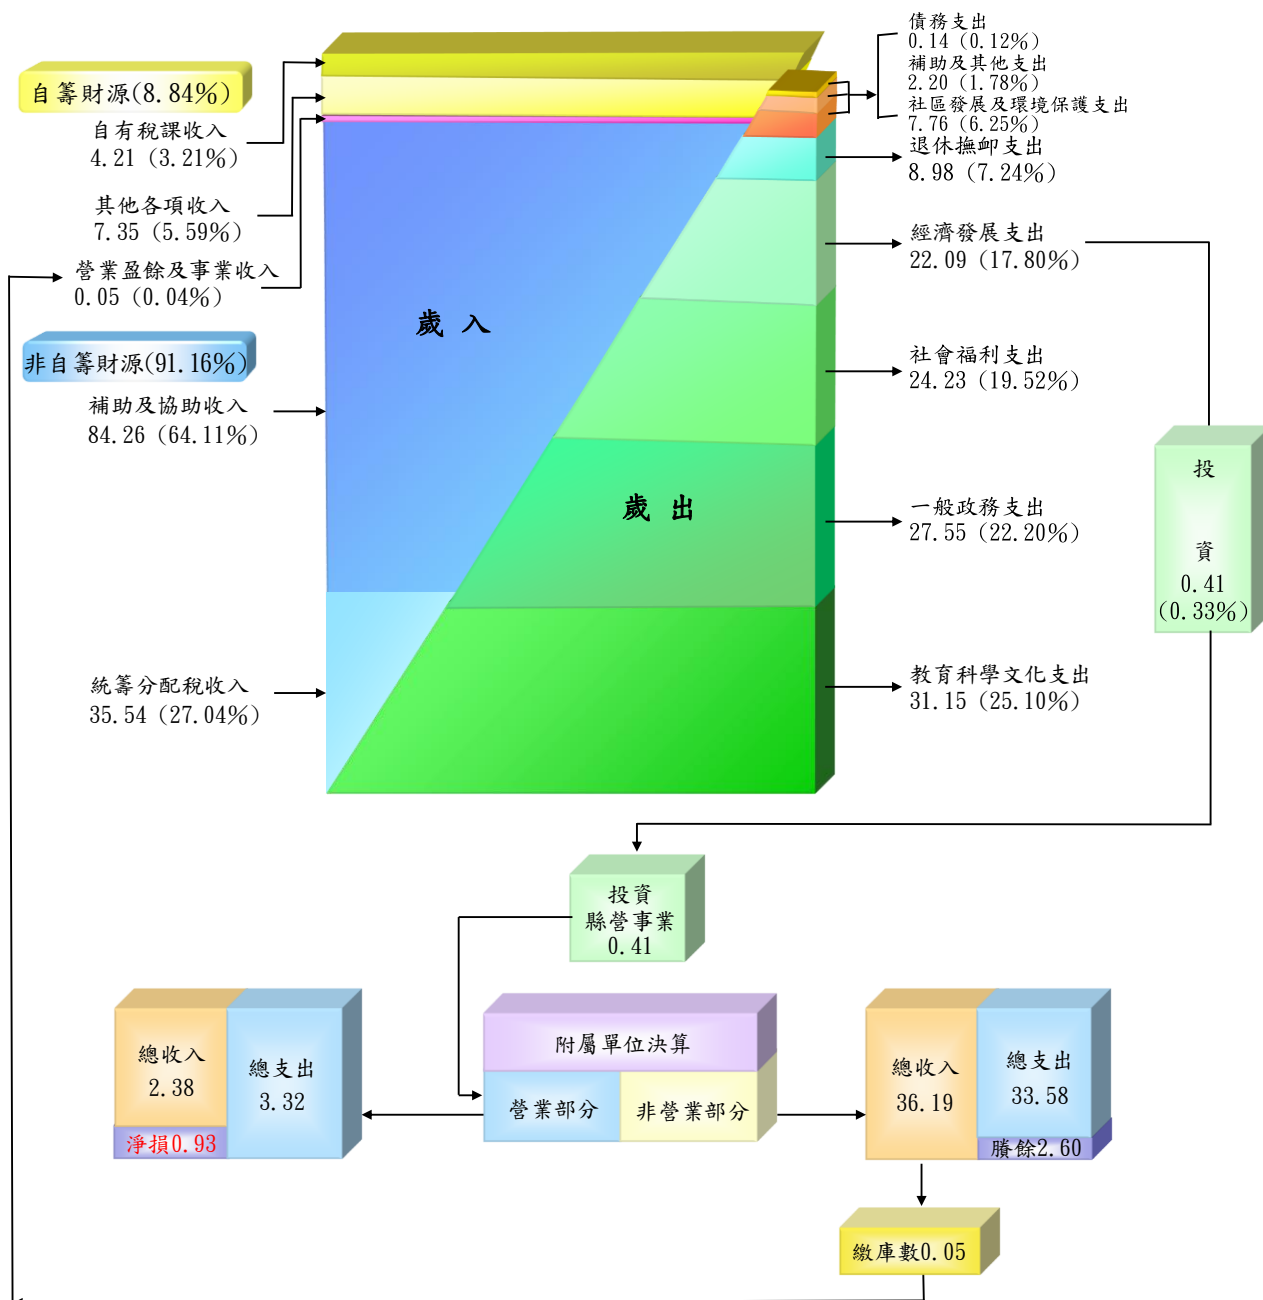 債務支出
0.14 (0.12%)
補助及其他支出
2.20 (1.78%)
社區發展及環境保護支出
7.76 (6.25%)
退休撫卹支出
8.98 (7.24%)
經濟發展支出
22.09 (17.80%)
社會福利支出
24.23 (19.52%)
一般政務支出
27.55 (22.20%)
教育科學文化支出
31.15 (25.10%)
自籌財源(8.84%)
自有稅課收入
4.21 (3.21%)
其他各項收入
7.35 (5.59%)
營業盈餘及事業收入
0.05 (0.04%)
非自籌財源(91.16%)
補助及協助收入
84.26 (64.11%)
統籌分配稅收入
35.54 (27.04%)
歲入
歲出
投
資
0.41
(0.33%)
投資
縣營事業
0.41
附屬單位決算
營業部分
非營業部分
總收入
2.38
淨損0.93
總支出
3.32
總收入
36.19
總支出
33.58
賸餘2.60
繳庫數0.05